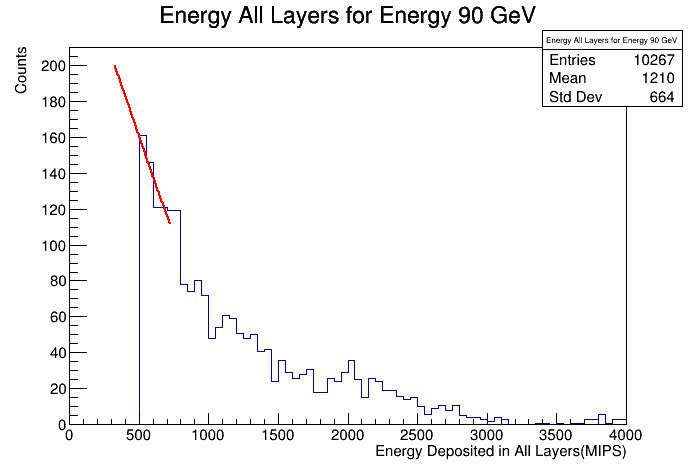 Energy All Layers for Energy 90 GeV
Energy All Layers for Energy 90 GeV
Entries 10267
Mean 1210
Std Dev 664
Counts
200
180
160
140
120
100
80
60
40
20
0
0 500 1000 1500 2000 2500 3000 3500 4000
Energy Deposited in All Layers(MIPS)